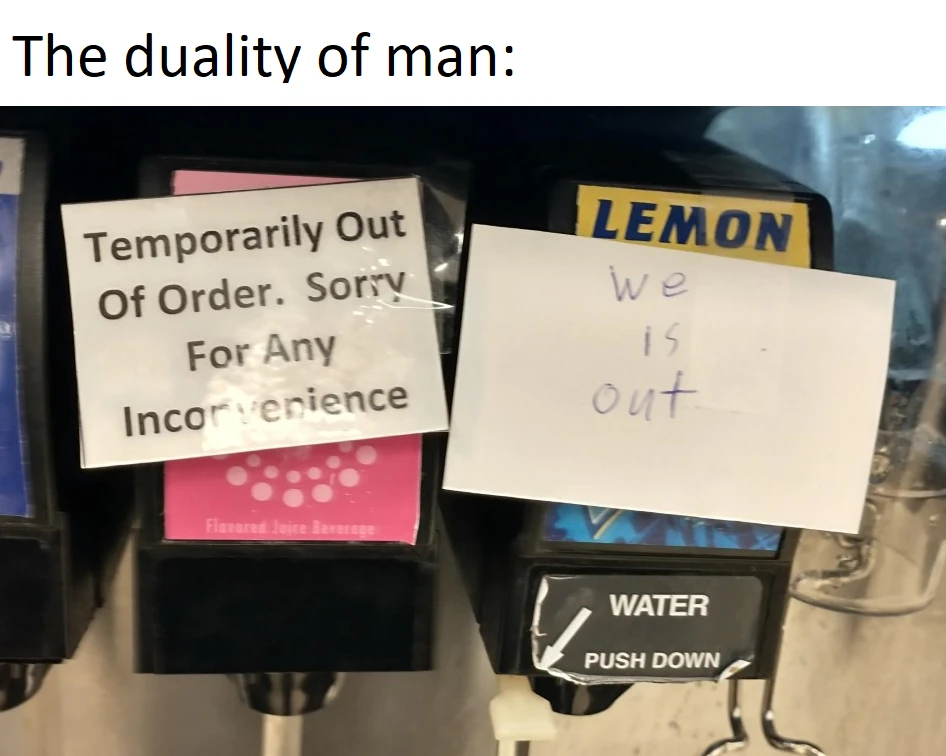 The duality of man:
Temporarily Out
Of Order. Sorry
For Any
Inconvenience
Flavored Juice Beverage
LEMON
we
is
out
WATER
PUSH DOWN